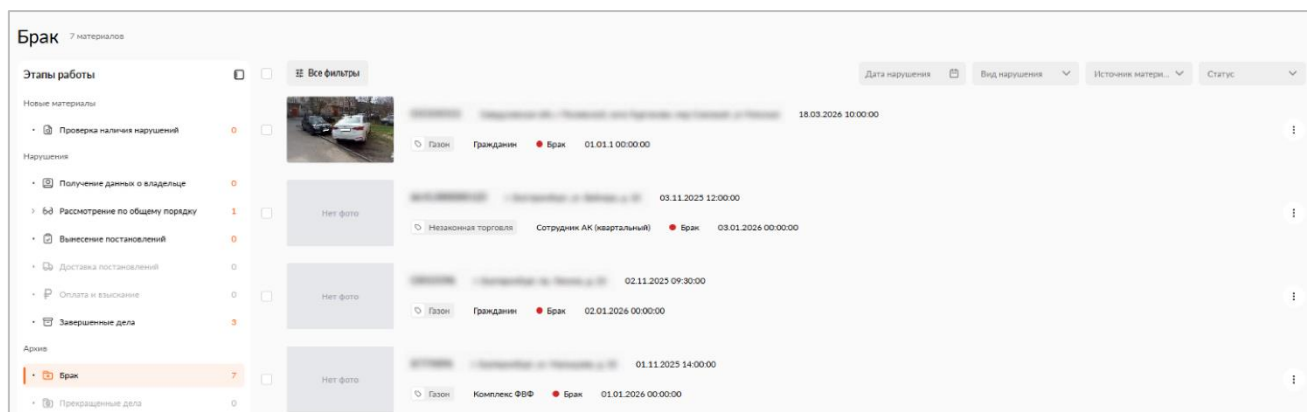 Брак 7 материалов
Этапы работы
Все фильтры
Дата нарушения
Вид нарушения
Источник матери...
Статус
Новые материалы
Проверка наличия нарушений 0
Нарушения
Получение данных о владельце 0
Рассмотрение по общему порядку 1
Вынесение постановлений 0
Доставка постановлений 0
Оплата и взыскание 0
Завершенные дела 3
Архив
Брак 7
Прекращенные дела 0
18.03.2026 10:00:00
Газон Гражданин Брак 01.01.1 00:00:00
Нет фото
03.11.2025 12:00:00
Незаконная торговля Сотрудник АК (квартальный) Брак 03.01.2026 00:00:00
Нет фото
02.11.2025 09:30:00
Газон Гражданин Брак 02.01.2026 00:00:00
Нет фото
01.11.2025 14:00:00
Газон Комплекс ФВФ Брак 01.01.2026 00:00:00